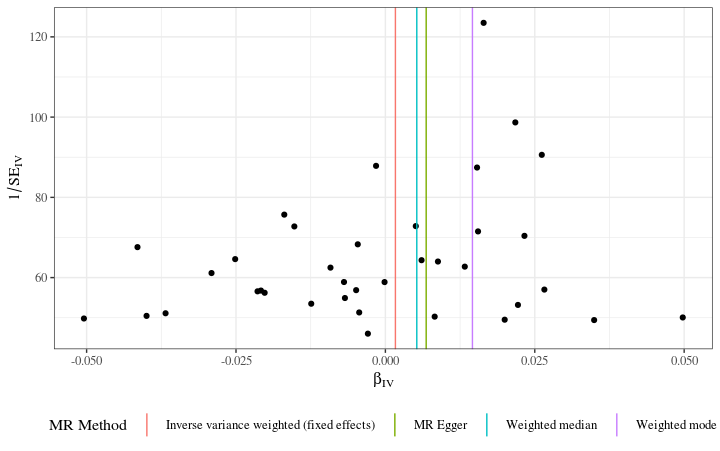 120
100
80
60
1/SE_IV
-0.050 -0.025 0.000 0.025 0.050
β_IV
MR Method Inverse variance weighted (fixed effects) MR Egger Weighted median Weighted mode